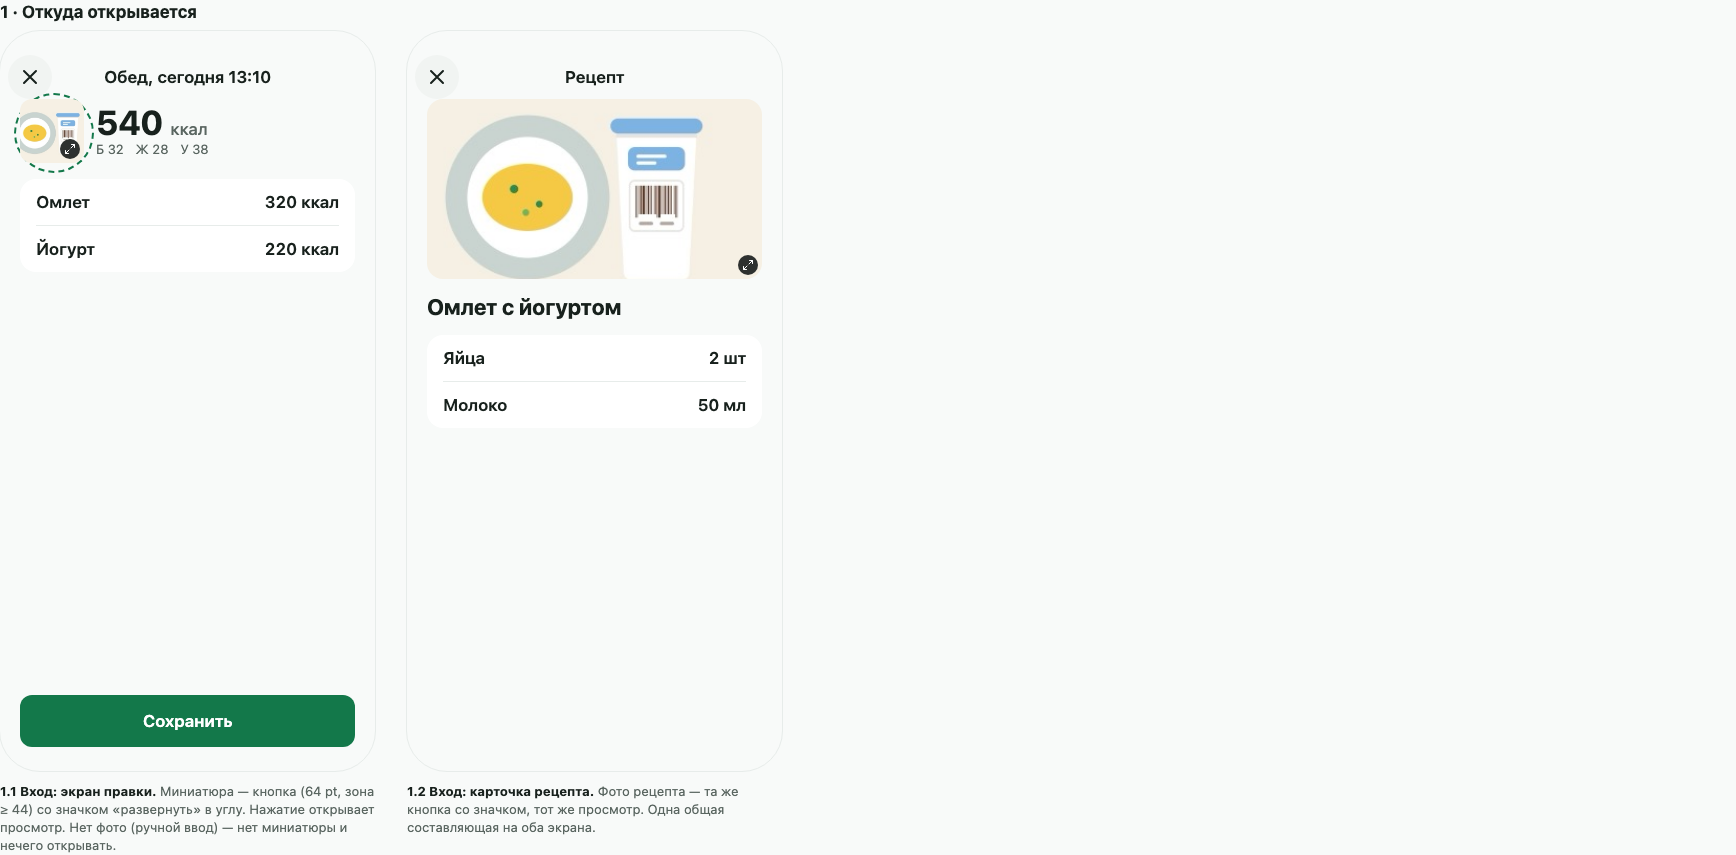 1 · Откуда открывается
Обед, сегодня 13:10
540 ккал
Б 32 Ж 28 У 38
Омлет 320 ккал
Йогурт 220 ккал
Сохранить
1.1 Вход: экран правки. Миниатюра — кнопка (64 pt, зона
≥ 44) со значком «развернуть» в углу. Нажатие открывает
просмотр. Нет фото (ручной ввод) — нет миниатюры и
нечего открывать.
Рецепт
Омлет с йогуртом
Яйца 2 шт
Молоко 50 мл
1.2 Вход: карточка рецепта. Фото рецепта — та же
кнопка со значком, тот же просмотр. Одна общая
составляющая на оба экрана.